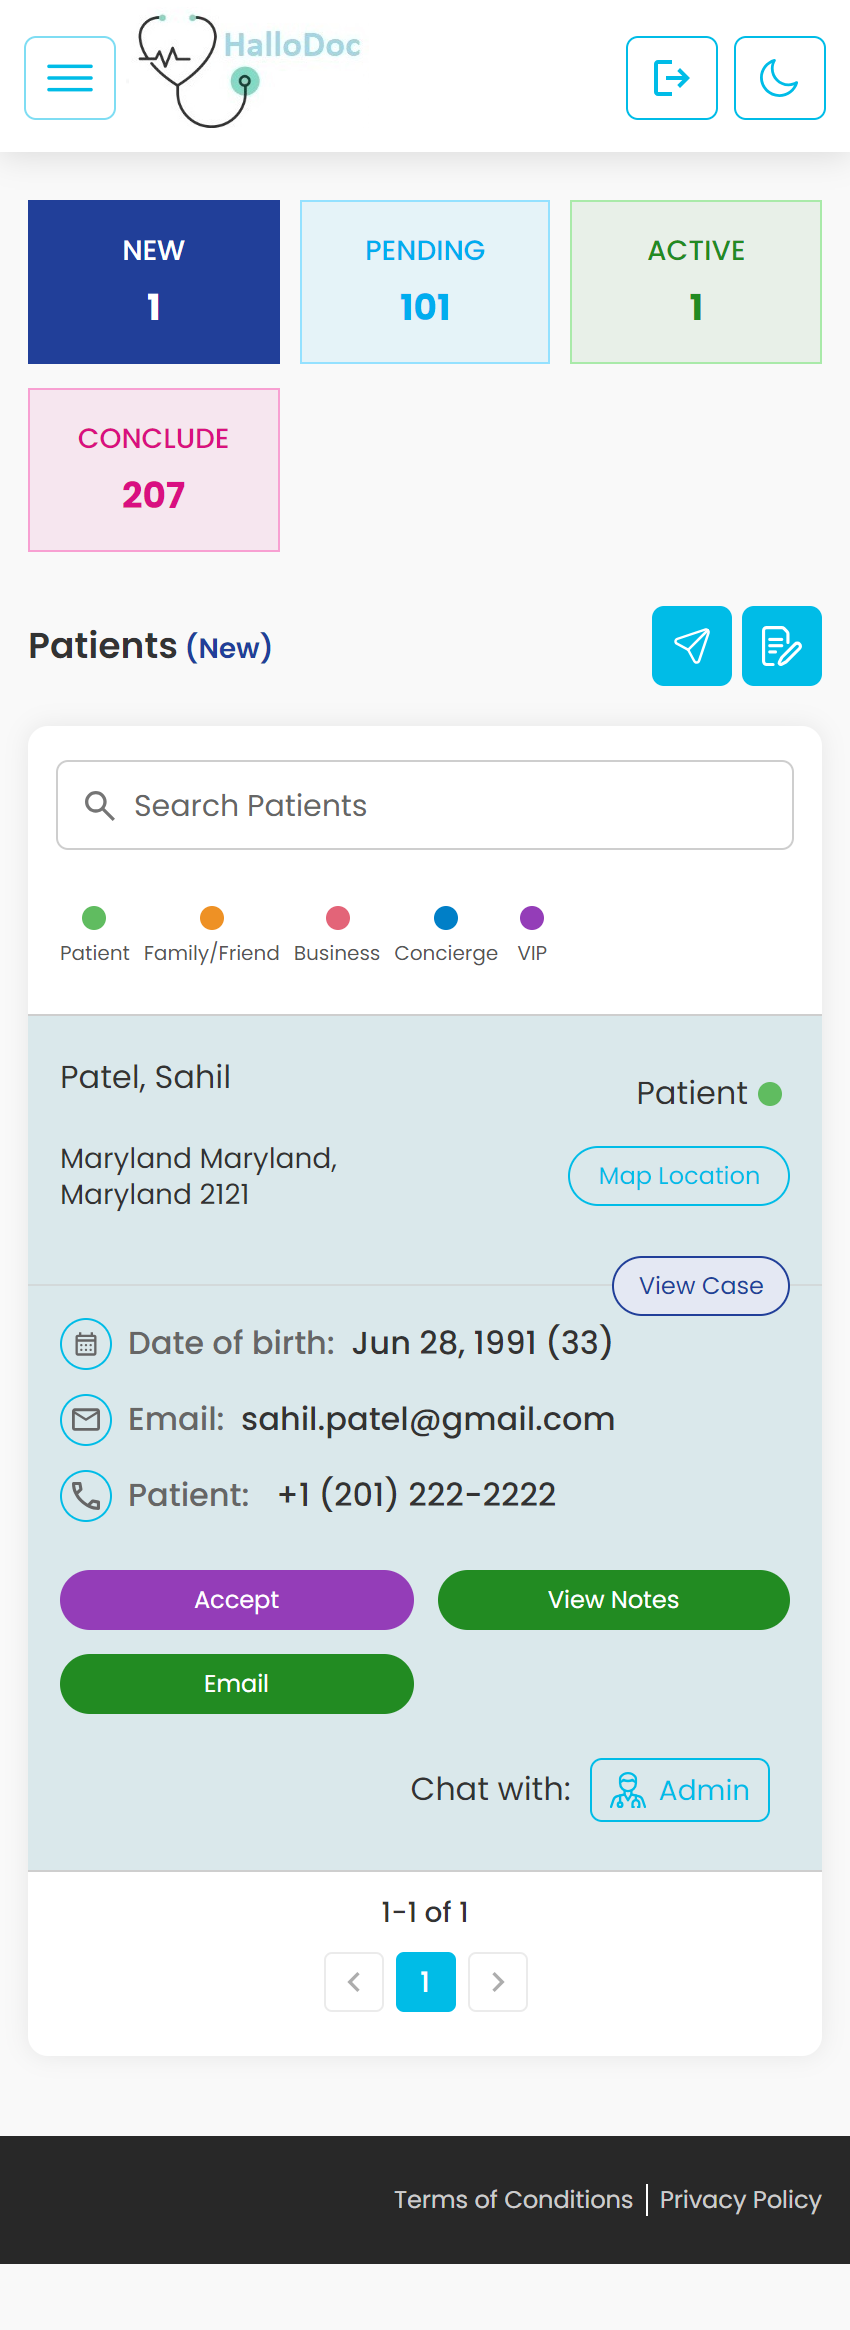 HalloDoc
NEW
1
PENDING
101
ACTIVE
1
CONCLUDE
207
Patients (New)
Search Patients
Patient
Family/Friend
Business
Concierge
VIP
Patel, Sahil
Patient
Maryland Maryland,
Maryland 2121
Map Location
View Case
Date of birth: Jun 28, 1991 (33)
Email: sahil.patel@gmail.com
Patient: +1 (201) 222-2222
Accept
View Notes
Email
Chat with: Admin
1-1 of 1
1
Terms of Conditions | Privacy Policy